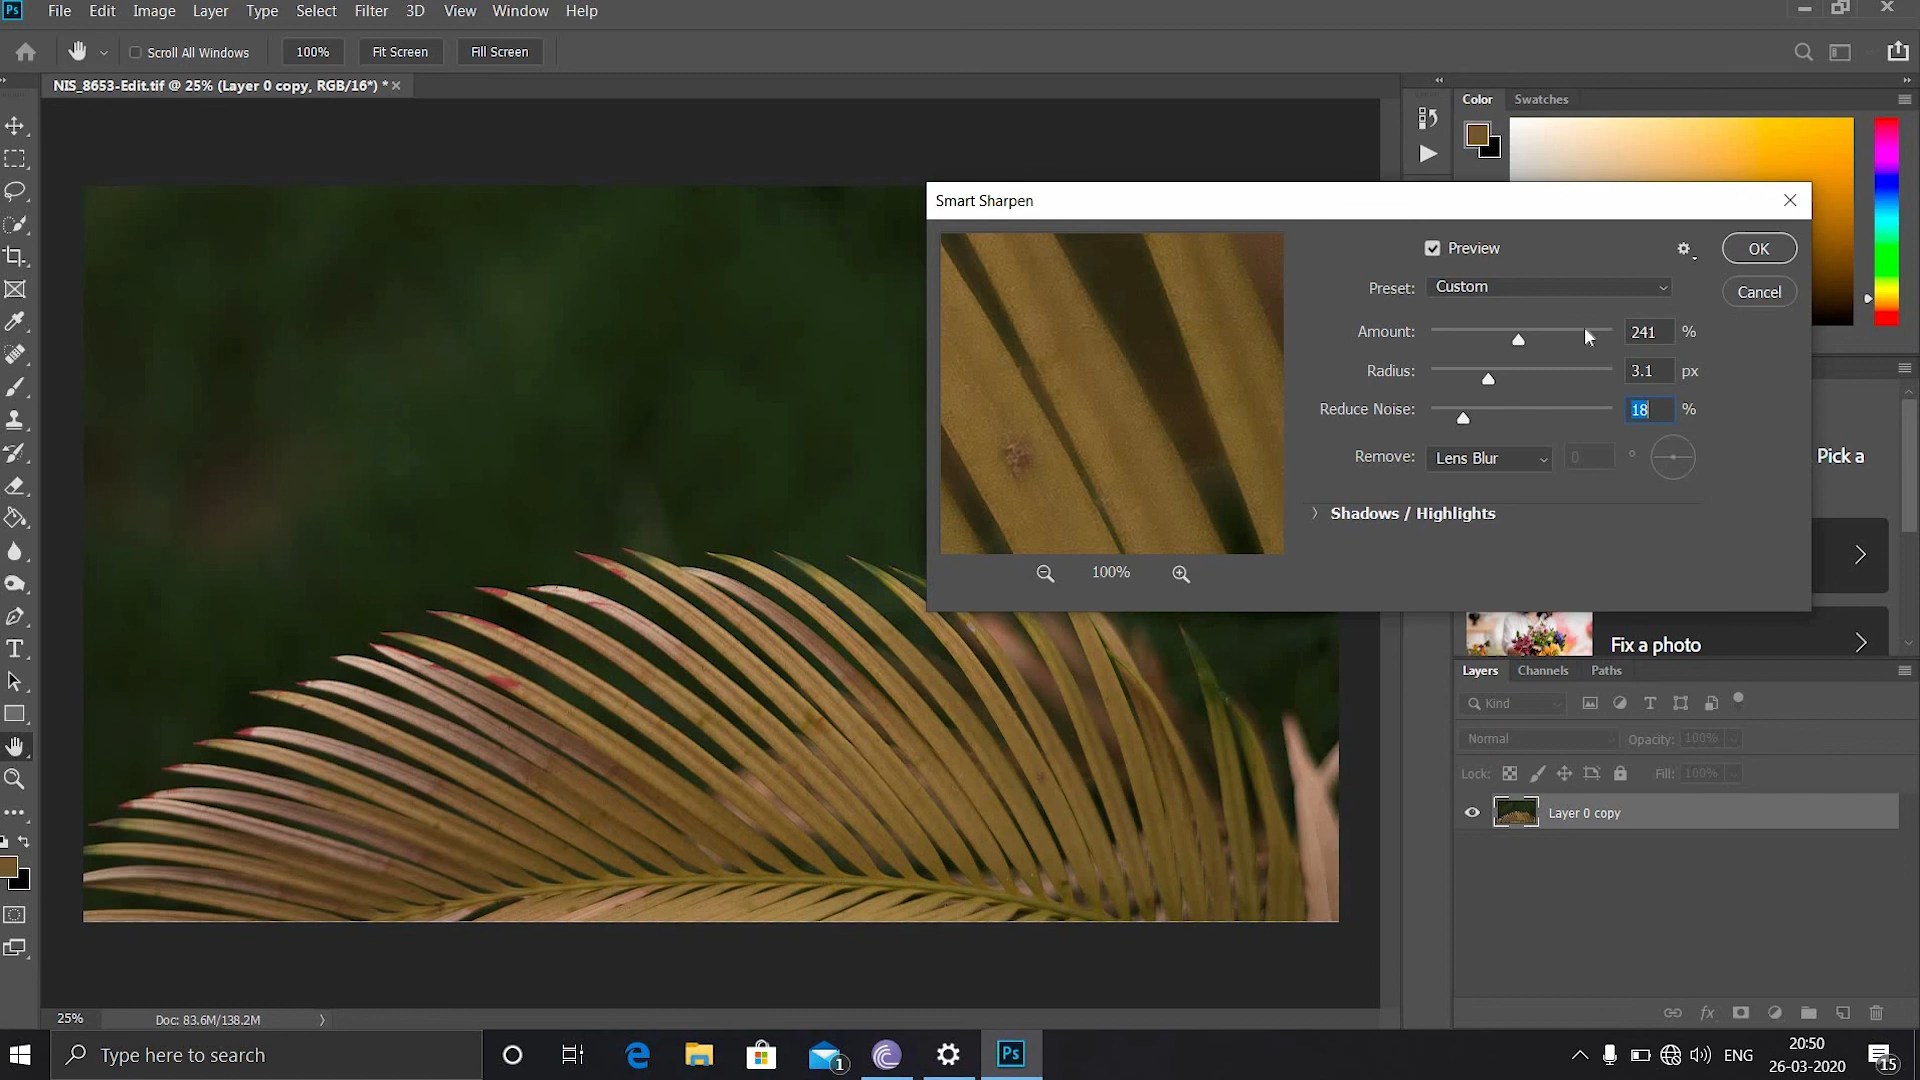 Ps File Edit Image Layer Type Select Filter 3D View Window Help
Scroll All Windows 100% Fit Screen Fill Screen
NIS_8653-Edit.tif @ 25% (Layer 0 copy, RGB/16*) *
Color Swatches
Smart Sharpen
Preview
OK
Preset: Custom
Cancel
Amount: 241 %
Radius: 3.1 px
Reduce Noise: 18 %
Remove: Lens Blur 0 °
Pick a
Shadows / Highlights
100%
Fix a photo
Layers Channels Paths
Kind
Normal Opacity: 100%
Lock: Fill: 100%
Layer 0 copy
fx
25% Doc: 83.6M/138.2M
Type here to search
1
Ps
ENG
20:50
26-03-2020
15